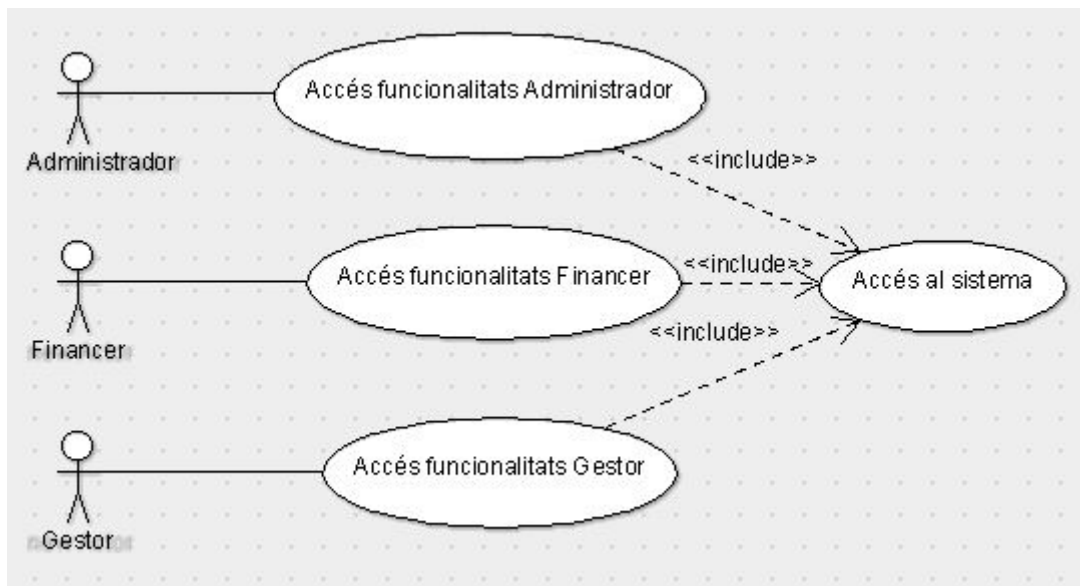 Accés funcionalitats Administrador
Administrador
<<include>>
Accés funcionalitats Financer
<<include>>
Accés al sistema
Financer
<<include>>
Accés funcionalitats Gestor
Gestor